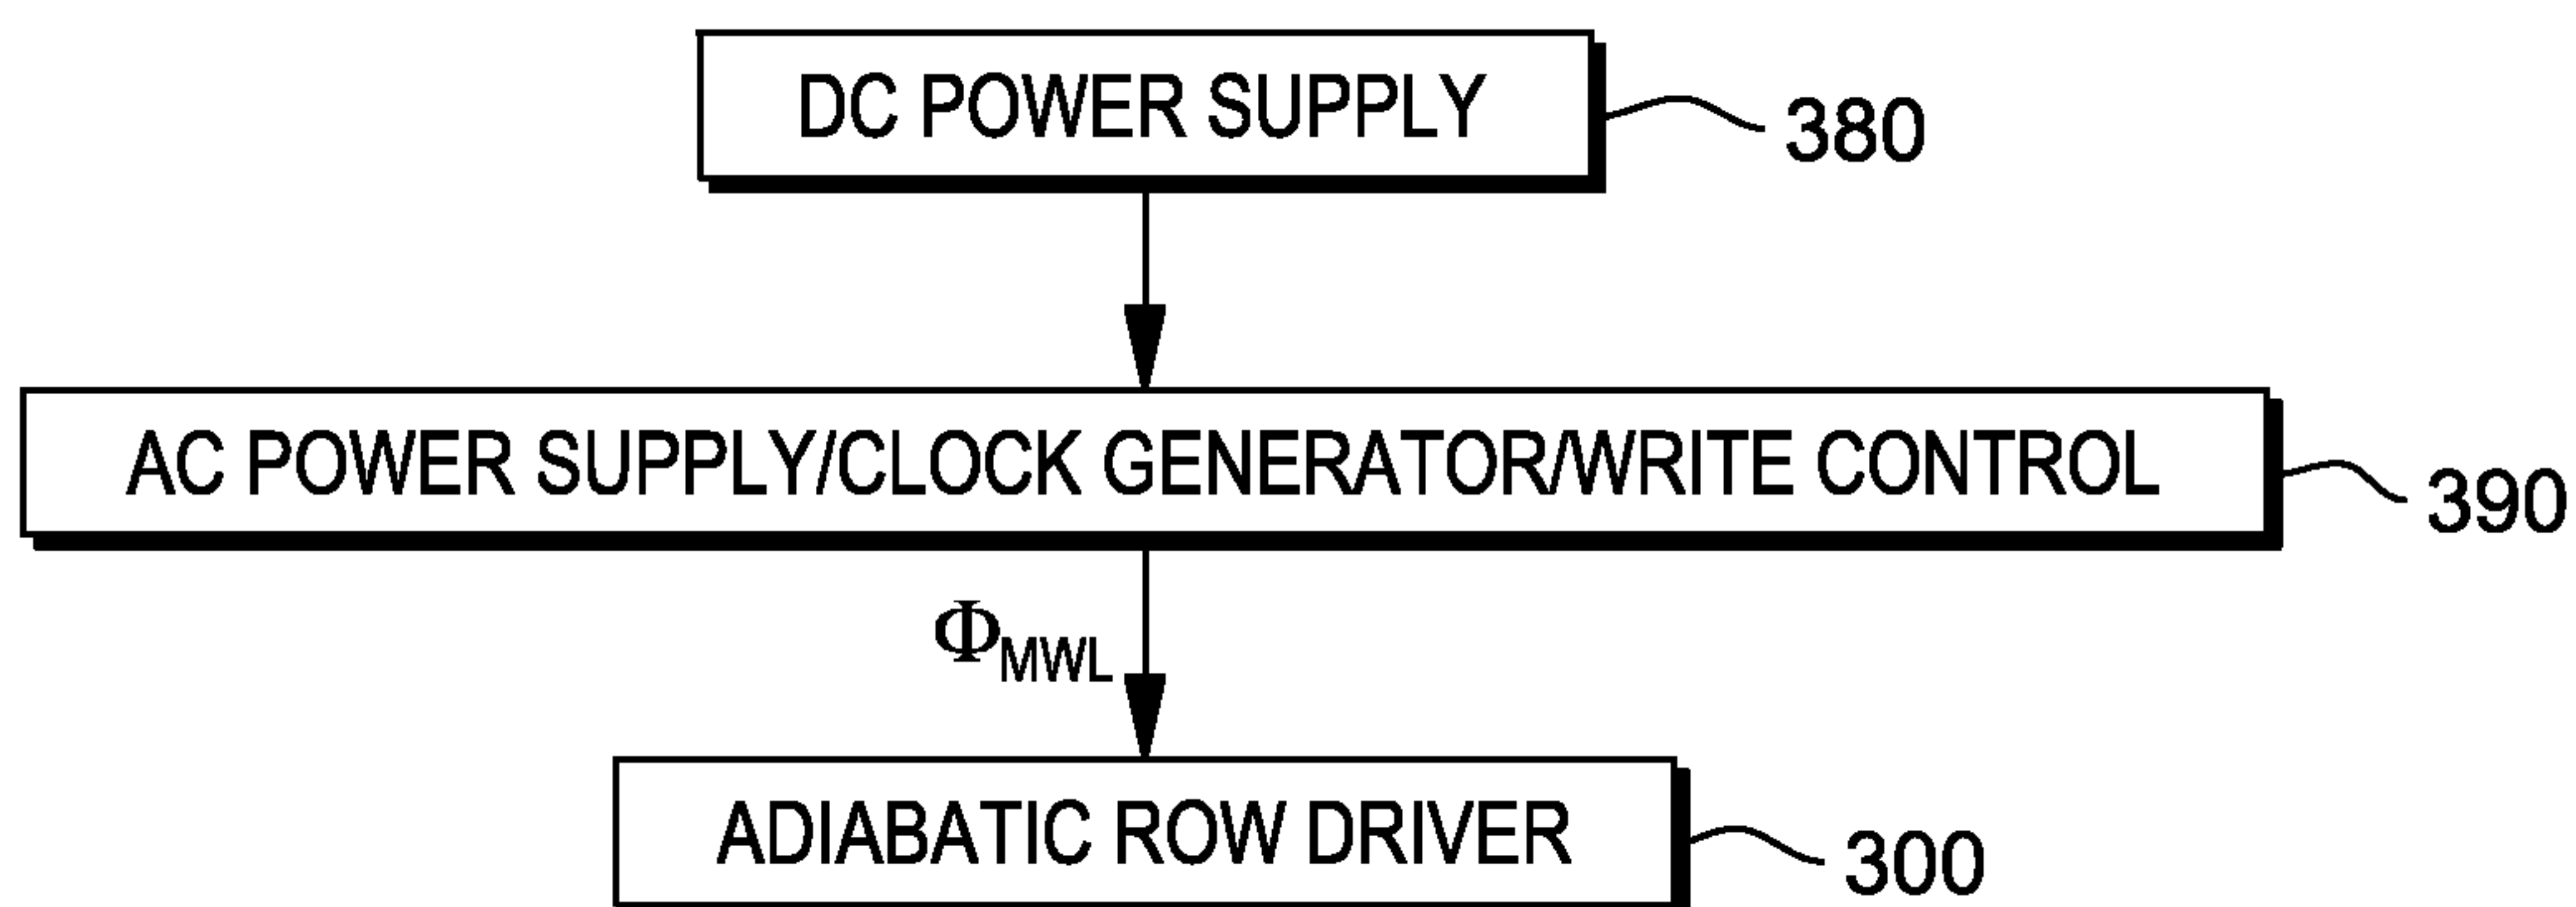 DC POWER SUPPLY
380
AC POWER SUPPLY/CLOCK GENERATOR/WRITE CONTROL
390
ΦMWL
ADIABATIC ROW DRIVER
300